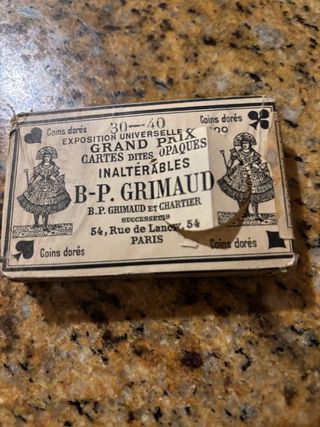 Coins dorés 30—40 Coins dorés
EXPOSITION UNIVERSELLE
GRAND PRIX
CARTES DITES OPAQUES
INALTÉRABLES
B-P. GRIMAUD
B. P. GRIMAUD ET CHARTIER
SUCCESSEURS
54, Rue de Lancry, 54
PARIS
Coins dorés Coins dorés